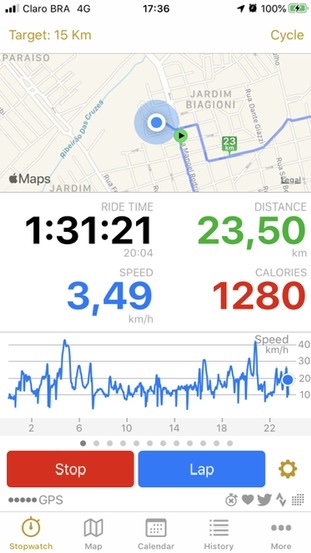 Claro BRA 4G 17:36 100%
Target: 15 Km Cycle
PARAISO
Ribeirão das Cruzes
JARDIM
BIAGIONI
Rua Dante Giazzi
23
km
Maps
JARDIM
Legal
RIDE TIME DISTANCE
1:31:21 23,50
20:04 km
SPEED CALORIES
3,49 1280
km/h
Speed
km/h
40
30
20
10
2 6 10 14 18 22
Stop Lap
GPS
Stopwatch Map Calendar History More